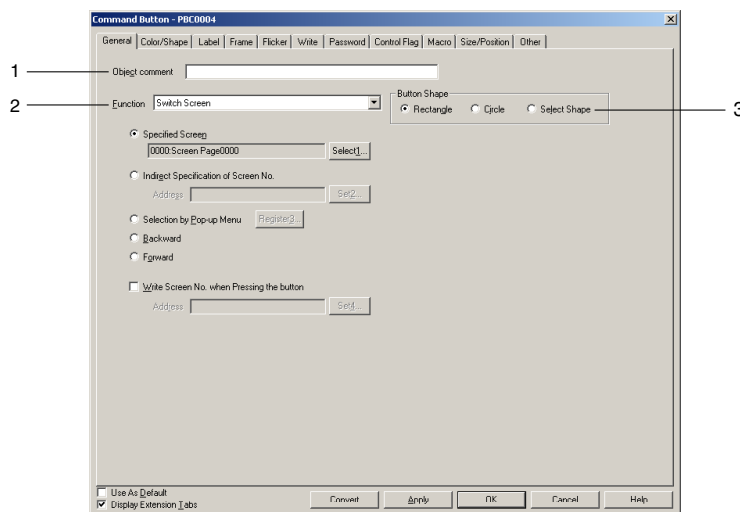 Command Button - PBC0004
General Color/Shape Label Frame Flicker Write Password Control Flag Macro Size/Position Other
1
Object comment
2
Function Switch Screen
Button Shape
Rectangle Circle Select Shape
3
Specified Screen
0000:Screen Page0000 Select1...
Indirect Specification of Screen No.
Address Set2...
Selection by Pop-up Menu Register3...
Backward
Forward
Write Screen No. when Pressing the button
Address Set4...
Use As Default
Display Extension Tabs
Convert Apply OK Cancel Help